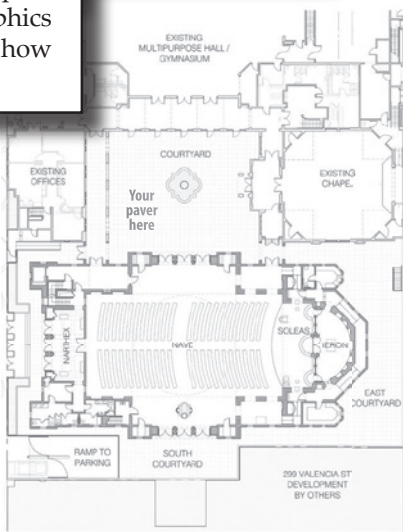 phics
how
EXISTING
MULTIPURPOSE HALL /
GYMNASIUM
COURTYARD
EXISTING
OFFICES
EXISTING
CHAPEL
Your
paver
here
NARTHEX
NAVE
SOLEAS
IERON
EAST
COURTYARD
RAMP TO
PARKING
SOUTH
COURTYARD
299 VALENCIA ST
DEVELOPMENT
BY OTHERS